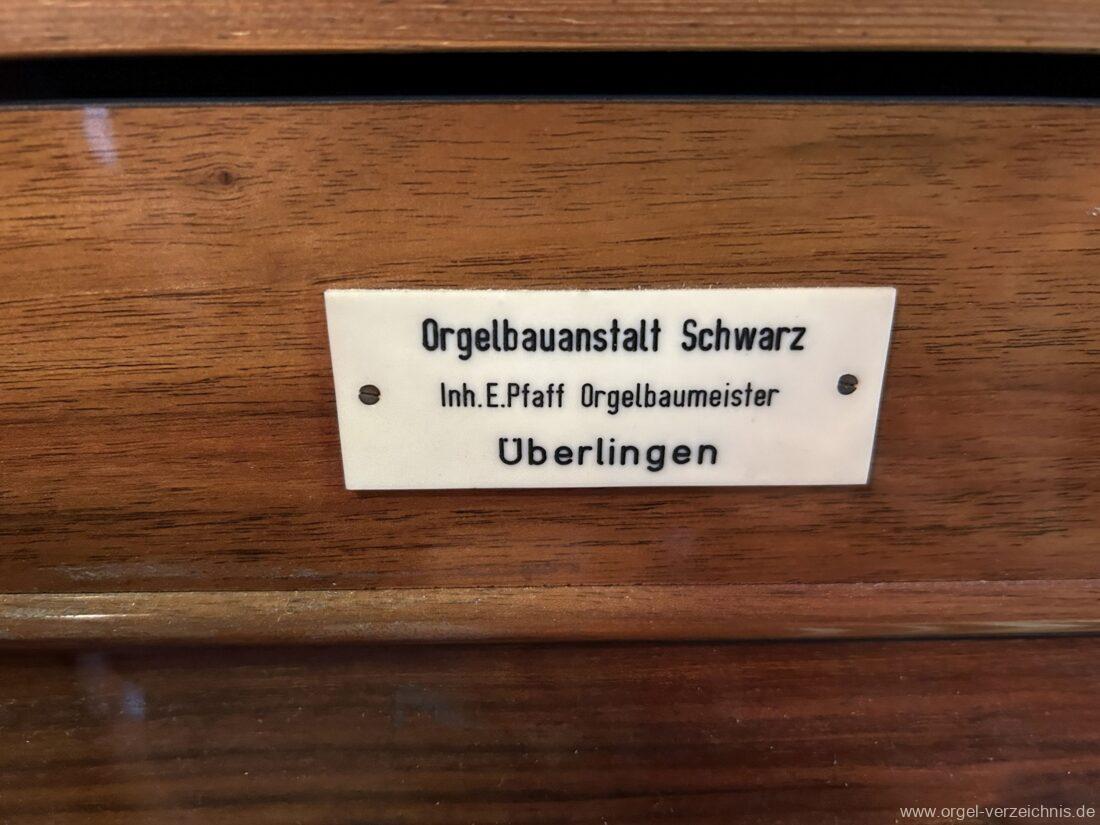 Orgelbauanstalt Schwarz
Inh.E.Pfaff Orgelbaumeister
Überlingen
www.orgel-verzeichnis.de